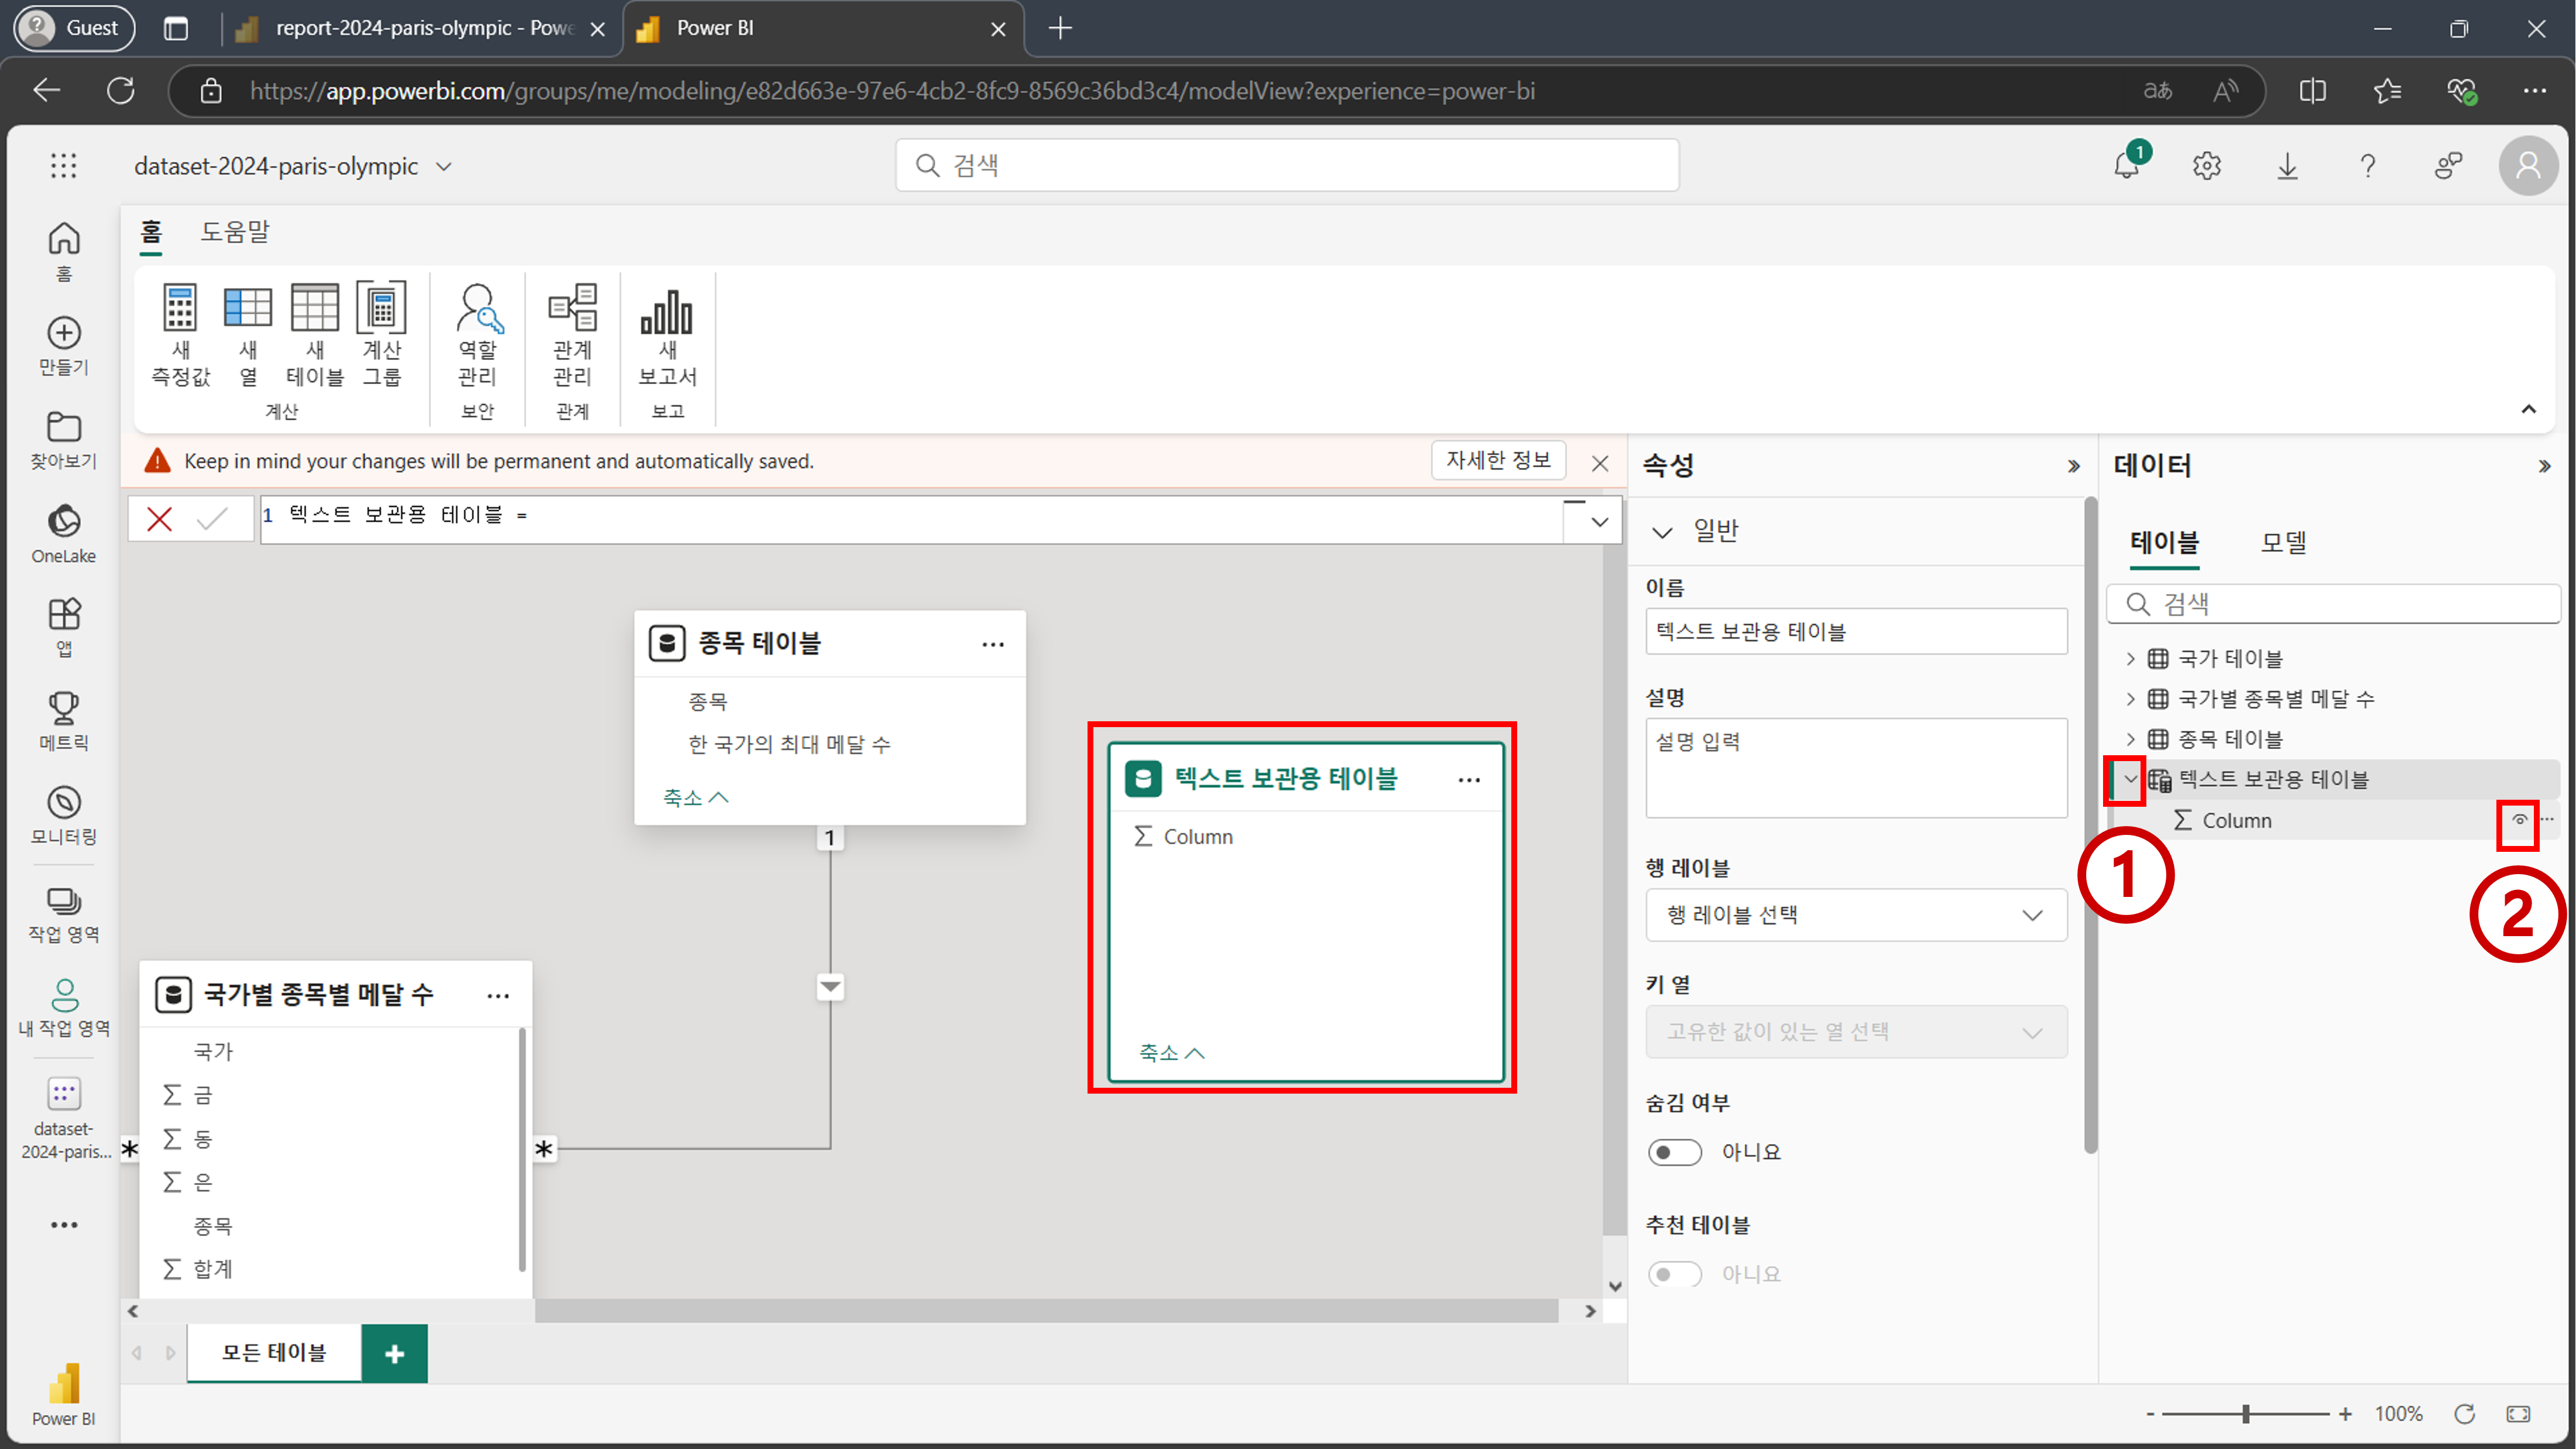 Guest
report-2024-paris-olympic - Powe
Power BI
https://app.powerbi.com/groups/me/modeling/e82d663e-97e6-4cb2-8fc9-8569c36bd3c4/modelView?experience=power-bi
dataset-2024-paris-olympic
검색
1
홈
도움말
홈
만들기
찾아보기
OneLake
앱
메트릭
모니터링
작업 영역
내 작업 영역
dataset-
2024-paris...
Power BI
새
측정값
새
열
새
테이블
계산
그룹
계산
역할
관리
보안
관계
관리
관계
새
보고서
보고
Keep in mind your changes will be permanent and automatically saved.
자세한 정보
1 텍스트 보관용 테이블 =
종목 테이블
종목
한 국가의 최대 메달 수
축소
1
텍스트 보관용 테이블
Σ Column
축소
국가별 종목별 메달 수
국가
Σ 금
Σ 동
Σ 은
종목
Σ 합계
*
*
모든 테이블
속성
일반
이름
텍스트 보관용 테이블
설명
설명 입력
행 레이블
행 레이블 선택
키 열
고유한 값이 있는 열 선택
숨김 여부
아니요
추천 테이블
아니요
데이터
테이블
모델
검색
국가 테이블
국가별 종목별 메달 수
종목 테이블
텍스트 보관용 테이블
Σ Column
1
2
- + 100%